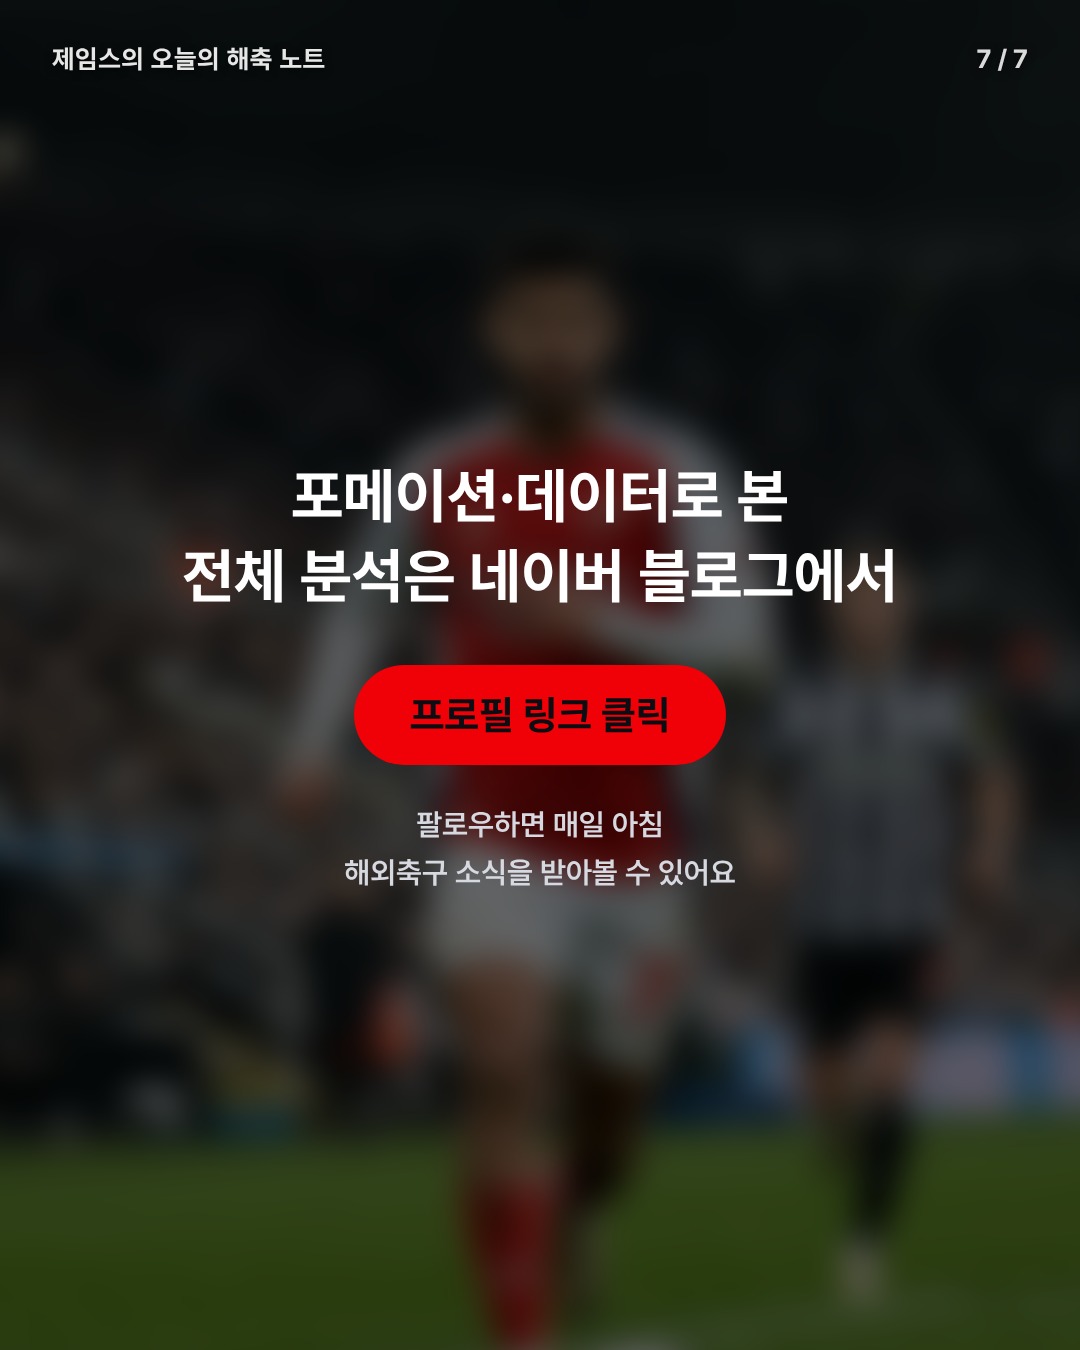 제임스의 오늘의 해축 노트
7 / 7
포메이션·데이터로 본
전체 분석은 네이버 블로그에서
프로필 링크 클릭
팔로우하면 매일 아침
해외축구 소식을 받아볼 수 있어요